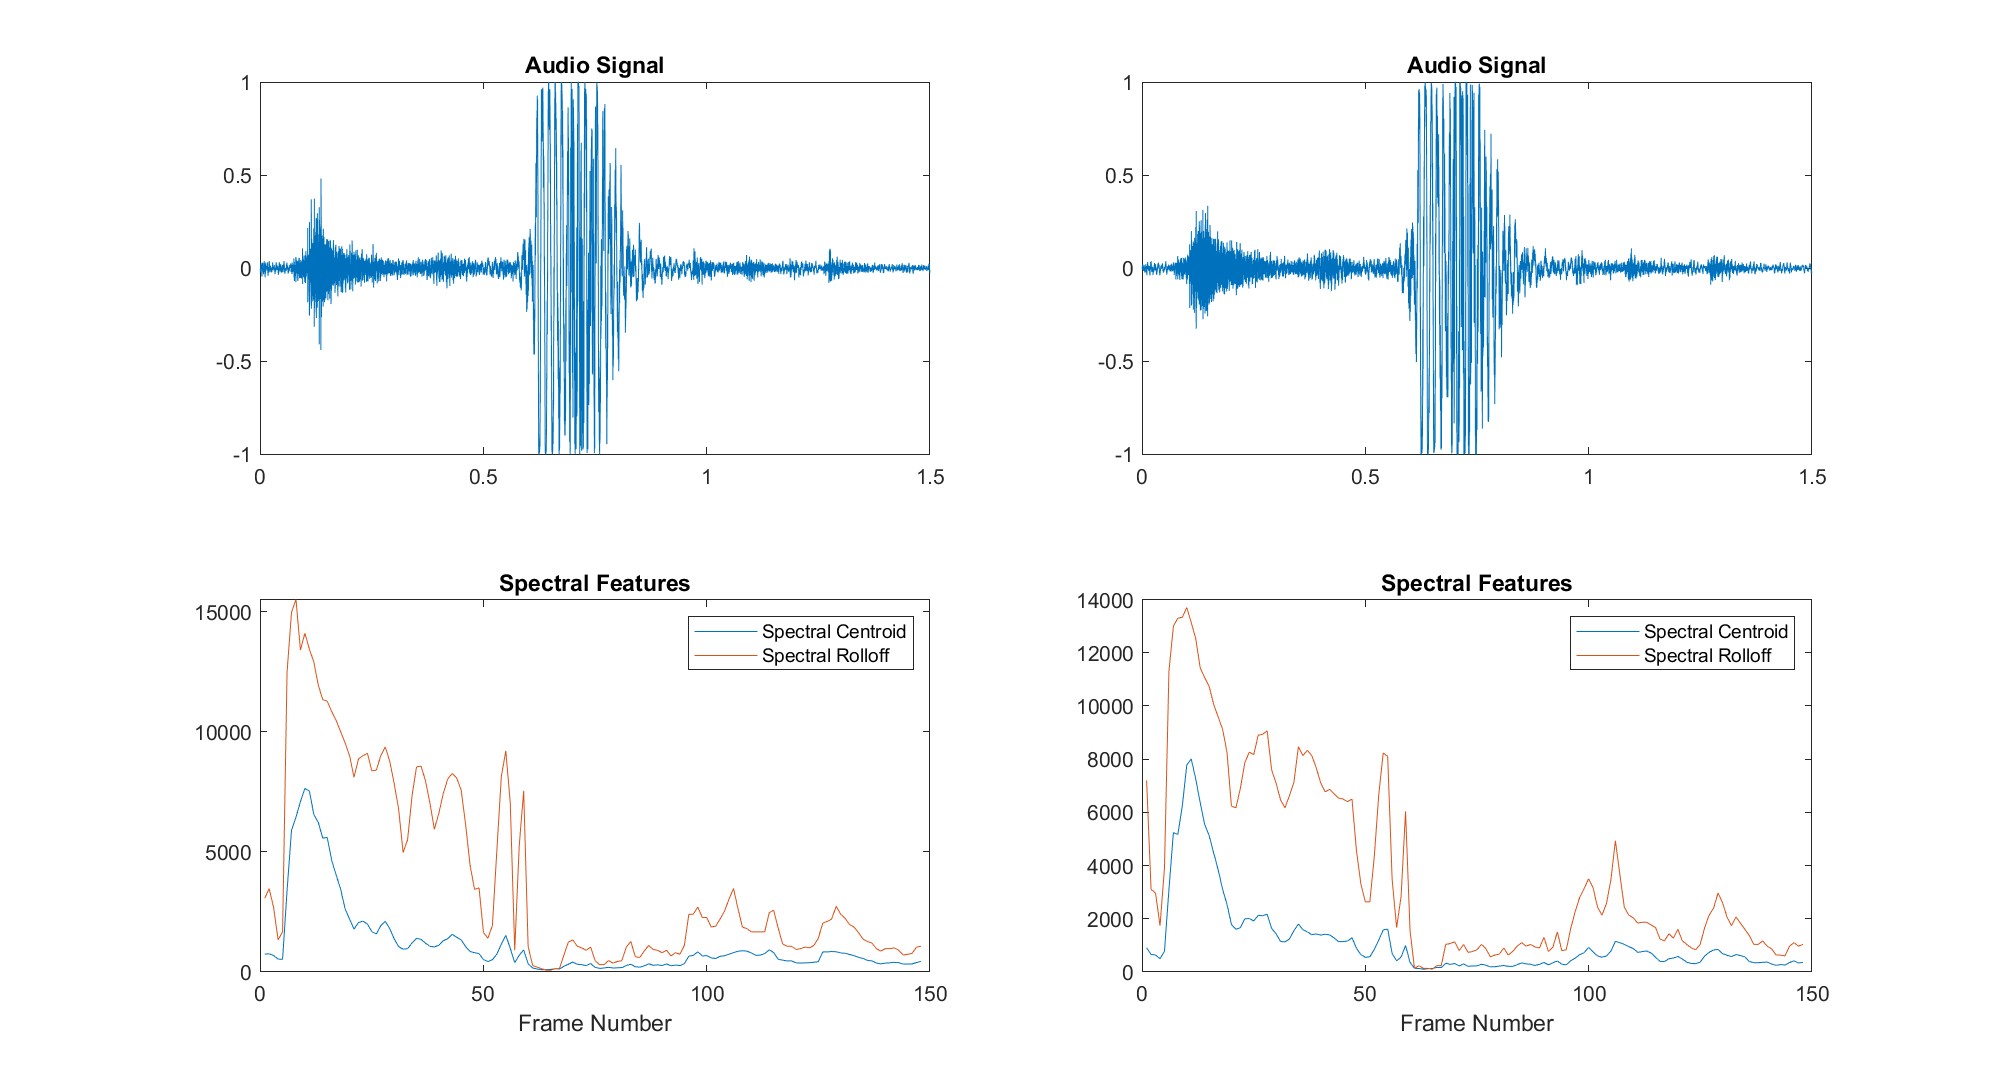 Audio Signal
1
0.5
0
-0.5
-1
0 0.5 1 1.5
Audio Signal
1
0.5
0
-0.5
-1
0 0.5 1 1.5
Spectral Features
15000
10000
5000
0
0 50 100 150
Spectral Centroid
Spectral Rolloff
Frame Number
Spectral Features
14000
12000
10000
8000
6000
4000
2000
0
0 50 100 150
Spectral Centroid
Spectral Rolloff
Frame Number